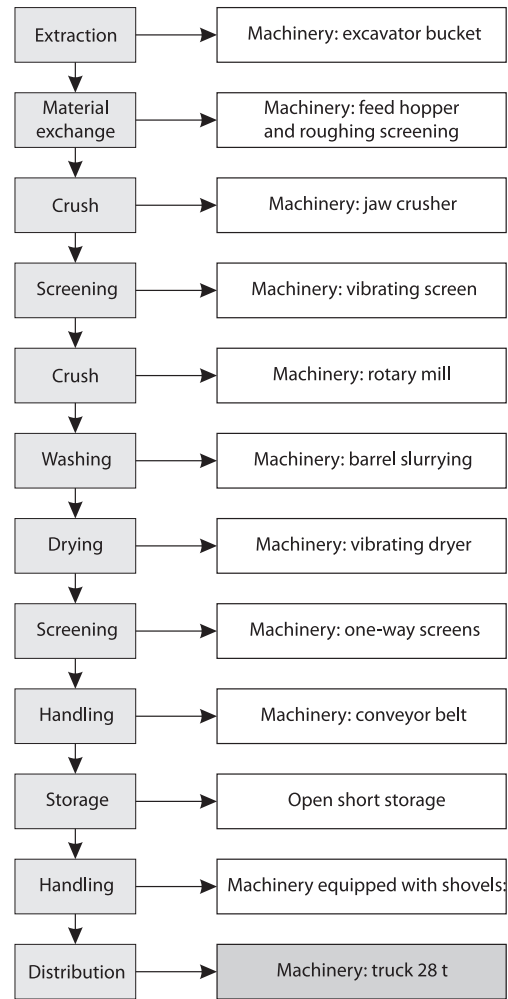 Extraction
Machinery: excavator bucket
Material
exchange
Machinery: feed hopper
and roughing screening
Crush
Machinery: jaw crusher
Screening
Machinery: vibrating screen
Crush
Machinery: rotary mill
Washing
Machinery: barrel slurrying
Drying
Machinery: vibrating dryer
Screening
Machinery: one-way screens
Handling
Machinery: conveyor belt
Storage
Open short storage
Handling
Machinery equipped with shovels:
Distribution
Machinery: truck 28 t